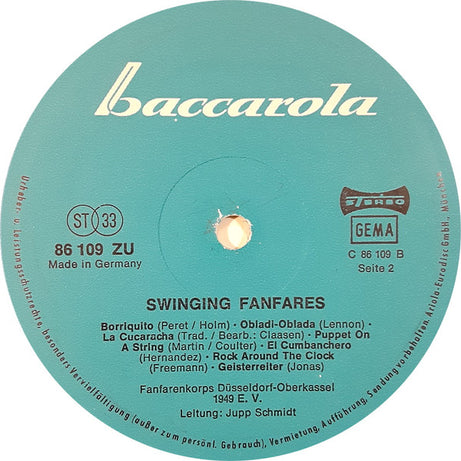 baccarola
ST 33
86 109 ZU
Made in Germany
STEREO
GEMA
C 86 109 B
Seite 2
SWINGING FANFARES
Borriquito (Peret / Holm) · Obladi-Oblada (Lennon) ·
La Cucaracha (Trad. / Bearb.: Claasen) · Puppet On
A String (Martin / Coulter) · El Cumbanchero
(Hernandez) · Rock Around The Clock
(Freemann) · Geisterreiter (Jonas)
Fanfarenkorps Düsseldorf-Oberkassel
1949 E. V.
Leitung: Jupp Schmidt
Urheber- u. Leistungsschutzrechte, besonders Vervielfältigung (außer zum persönl. Gebrauch), Vermietung, Aufführung, Sendung vorbehalten. Ariola-Eurodisc GmbH., München